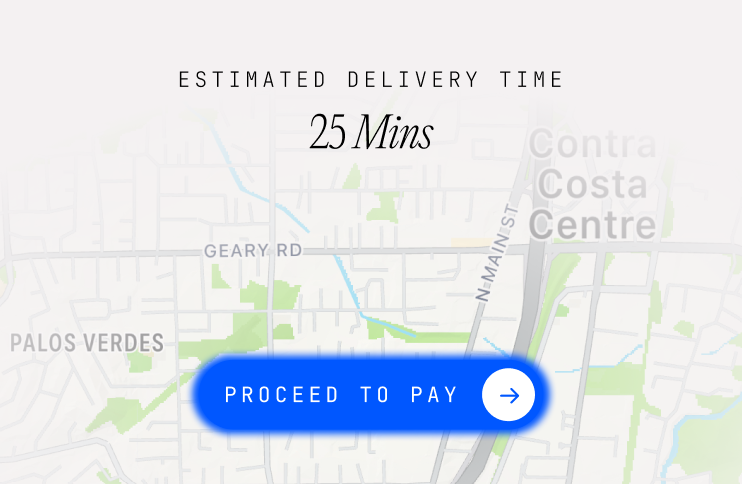 ESTIMATED DELIVERY TIME
25 Mins
Contra
Costa
Centre
GEARY RD
N MAIN ST
PALOS VERDES
PROCEED TO PAY